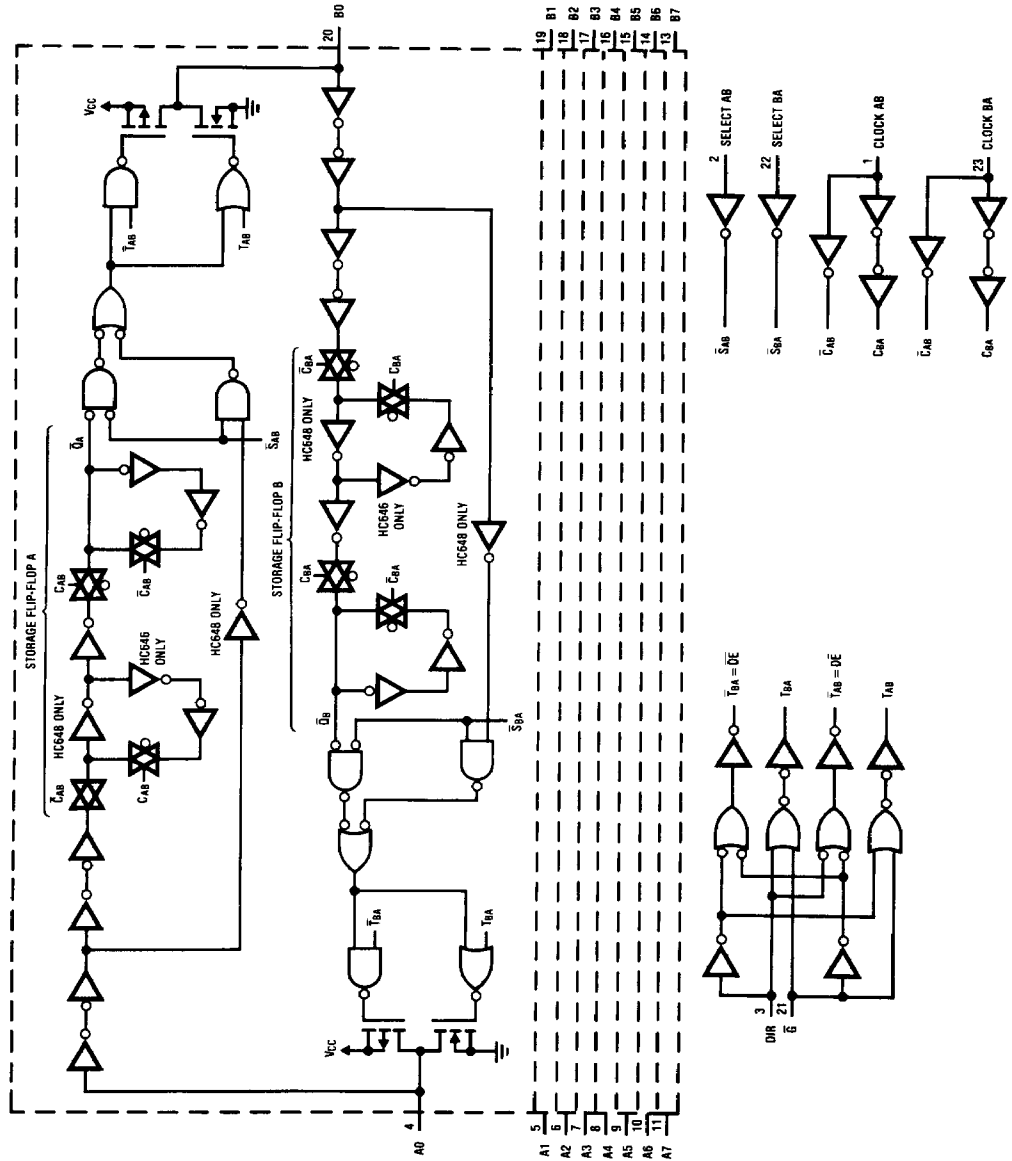 STORAGE FLIP-FLOP A
C̅AB
HC648 ONLY
CAB
Q̅A
CAB
HC646
ONLY
C̅AB
HC648 ONLY
S̅AB
VCC
T̅AB
TAB
20
B0
STORAGE FLIP-FLOP B
Q̅B
CBA
HC648 ONLY
C̅BA
C̅BA
HC646
ONLY
CBA
HC648 ONLY
S̅BA
VCC
T̅BA
TBA
4
A0
5
A1
6
A2
7
A3
8
A4
9
A5
10
A6
11
A7
19
B1
18
B2
17
B3
16
B4
15
B5
14
B6
13
B7
DIR
3
G̅
21
T̅BA = D̅E̅
TBA
T̅AB = D̅E̅
TAB
S̅AB
2
SELECT AB
S̅BA
22
SELECT BA
C̅AB
CBA
1
CLOCK AB
C̅AB
CBA
23
CLOCK BA